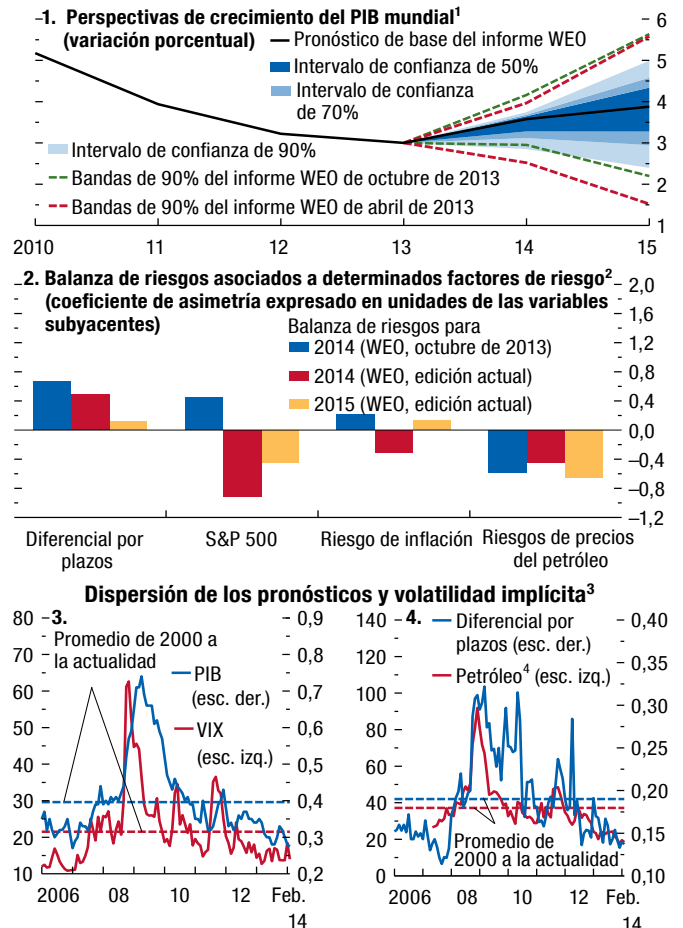 1. Perspectivas de crecimiento del PIB mundial¹
(variación porcentual)
Pronóstico de base del informe WEO
Intervalo de confianza de 50%
Intervalo de confianza
de 70%
Intervalo de confianza de 90%
Bandas de 90% del informe WEO de octubre de 2013
Bandas de 90% del informe WEO de abril de 2013
6
5
4
3
2
1
2010 11 12 13 14 15
2. Balanza de riesgos asociados a determinados factores de riesgo²
(coeficiente de asimetría expresado en unidades de las variables
subyacentes)
Balanza de riesgos para
2014 (WEO, octubre de 2013)
2014 (WEO, edición actual)
2015 (WEO, edición actual)
2,0
1,6
1,2
0,8
0,4
0,0
–0,4
–0,8
–1,2
Diferencial por
plazos
S&P 500
Riesgo de inflación
Riesgos de precios
del petróleo
Dispersión de los pronósticos y volatilidad implícita³
3.
Promedio de 2000 a
la actualidad
PIB
(esc. der.)
VIX
(esc. izq.)
80
70
60
50
40
30
20
10
0,9
0,8
0,7
0,6
0,5
0,4
0,3
0,2
2006 08 10 12 Feb.
14
4.
Diferencial por
plazos (esc. der.)
Petróleo⁴ (esc. izq.)
Promedio de
2000 a la actualidad
140
120
100
80
60
40
20
0
0,40
0,35
0,30
0,25
0,20
0,15
0,10
2006 08 10 12 Feb.
14